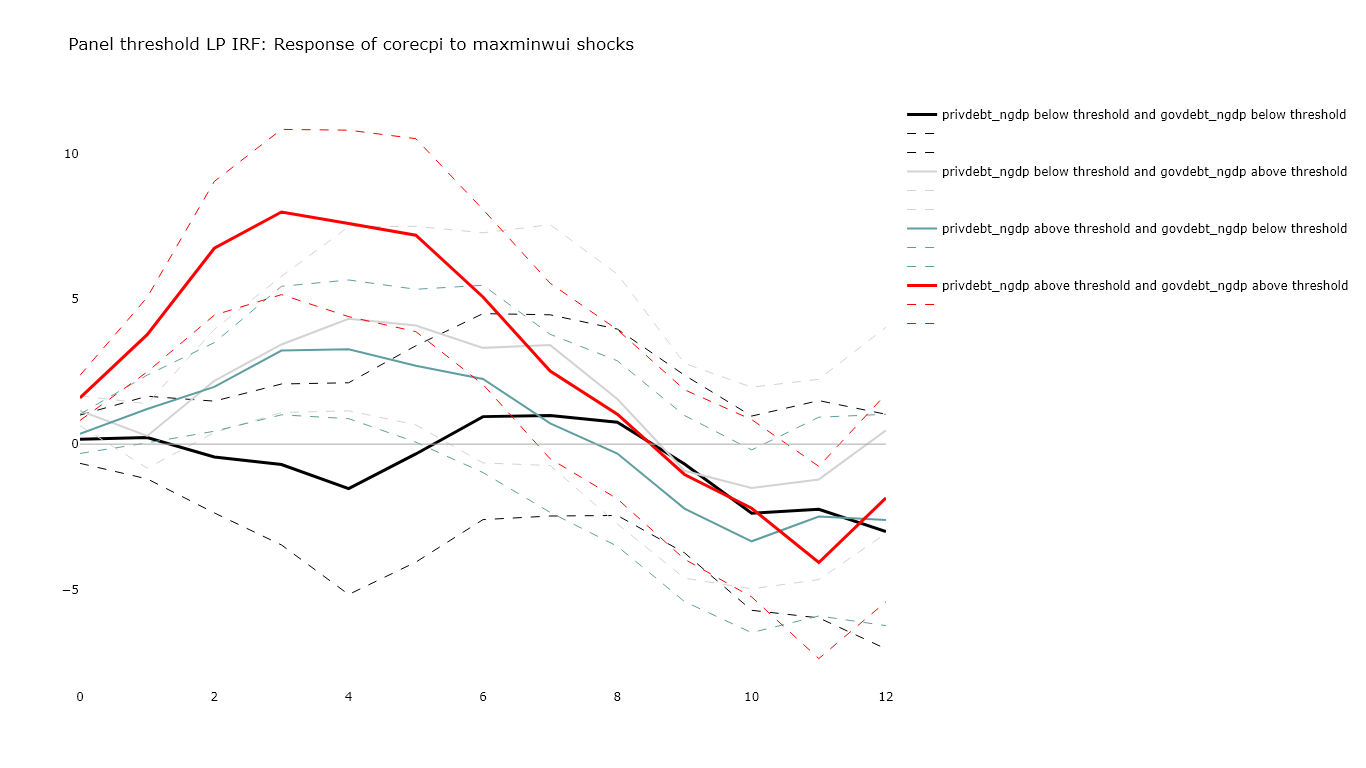 Panel threshold LP IRF: Response of corecpi to maxminwui shocks
privdebt_ngdp below threshold and govdebt_ngdp below threshold
privdebt_ngdp below threshold and govdebt_ngdp above threshold
privdebt_ngdp above threshold and govdebt_ngdp below threshold
privdebt_ngdp above threshold and govdebt_ngdp above threshold
10
5
0
−5
0 2 4 6 8 10 12